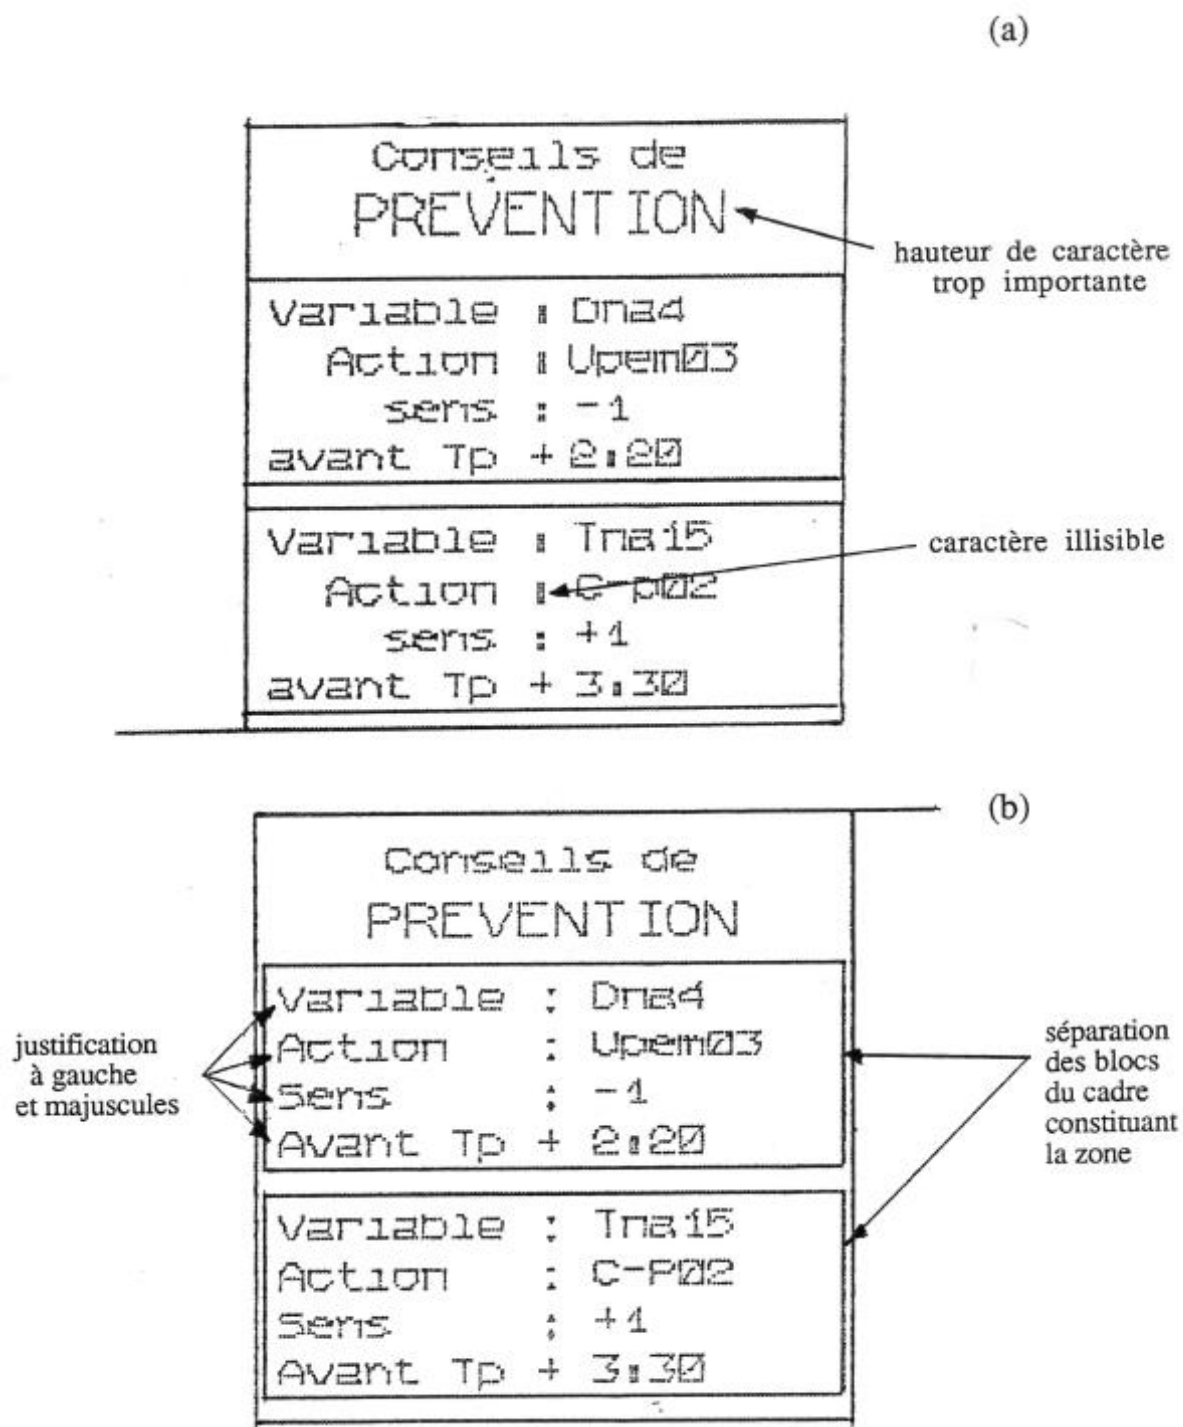 (a)
Conseils de
PREVENTION
hauteur de caractère
trop importante
Variable : Dna4
Action : Upem03
sens : -1
avant Tp + 2:20
Variable : Tna15
caractère illisible
Action : C-p02
sens : +1
avant Tp + 3:30
(b)
Conseils de
PREVENTION
justification
à gauche
et majuscules
Variable : Dna4
Action : Upem03
Sens : -1
Avant Tp + 2:20
séparation
des blocs
du cadre
constituant
la zone
Variable : Tna15
Action : C-P02
Sens : +1
Avant Tp + 3:30